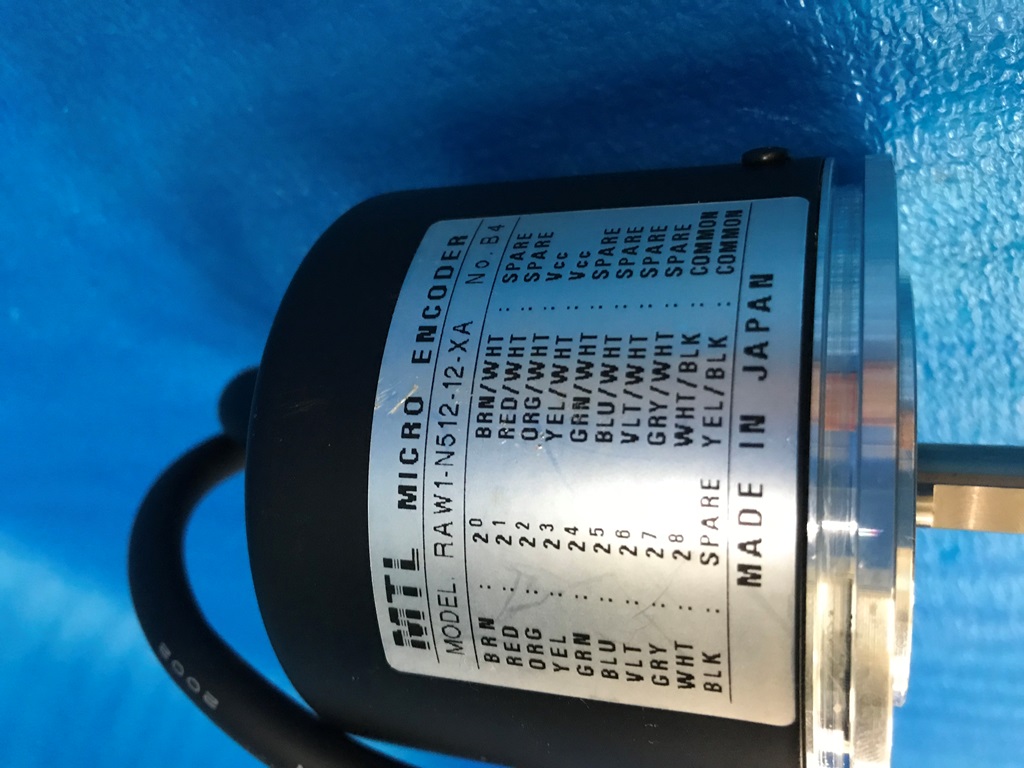 MTL MICRO ENCODER
MODEL. RAW1-N512-12-XA No. B4
BRN : 2⁰ BRN/WHT : SPARE
RED : 2¹ RED/WHT : SPARE
ORG : 2² ORG/WHT : Vcc
YEL : 2³ YEL/WHT : Vcc
GRN : 2⁴ GRN/WHT : SPARE
BLU : 2⁵ BLU/WHT : SPARE
VLT : 2⁶ VLT/WHT : SPARE
GRY : 2⁷ GRY/WHT : SPARE
WHT : 2⁸ WHT/BLK : COMMON
BLK : SPARE YEL/BLK : COMMON
MADE IN JAPAN